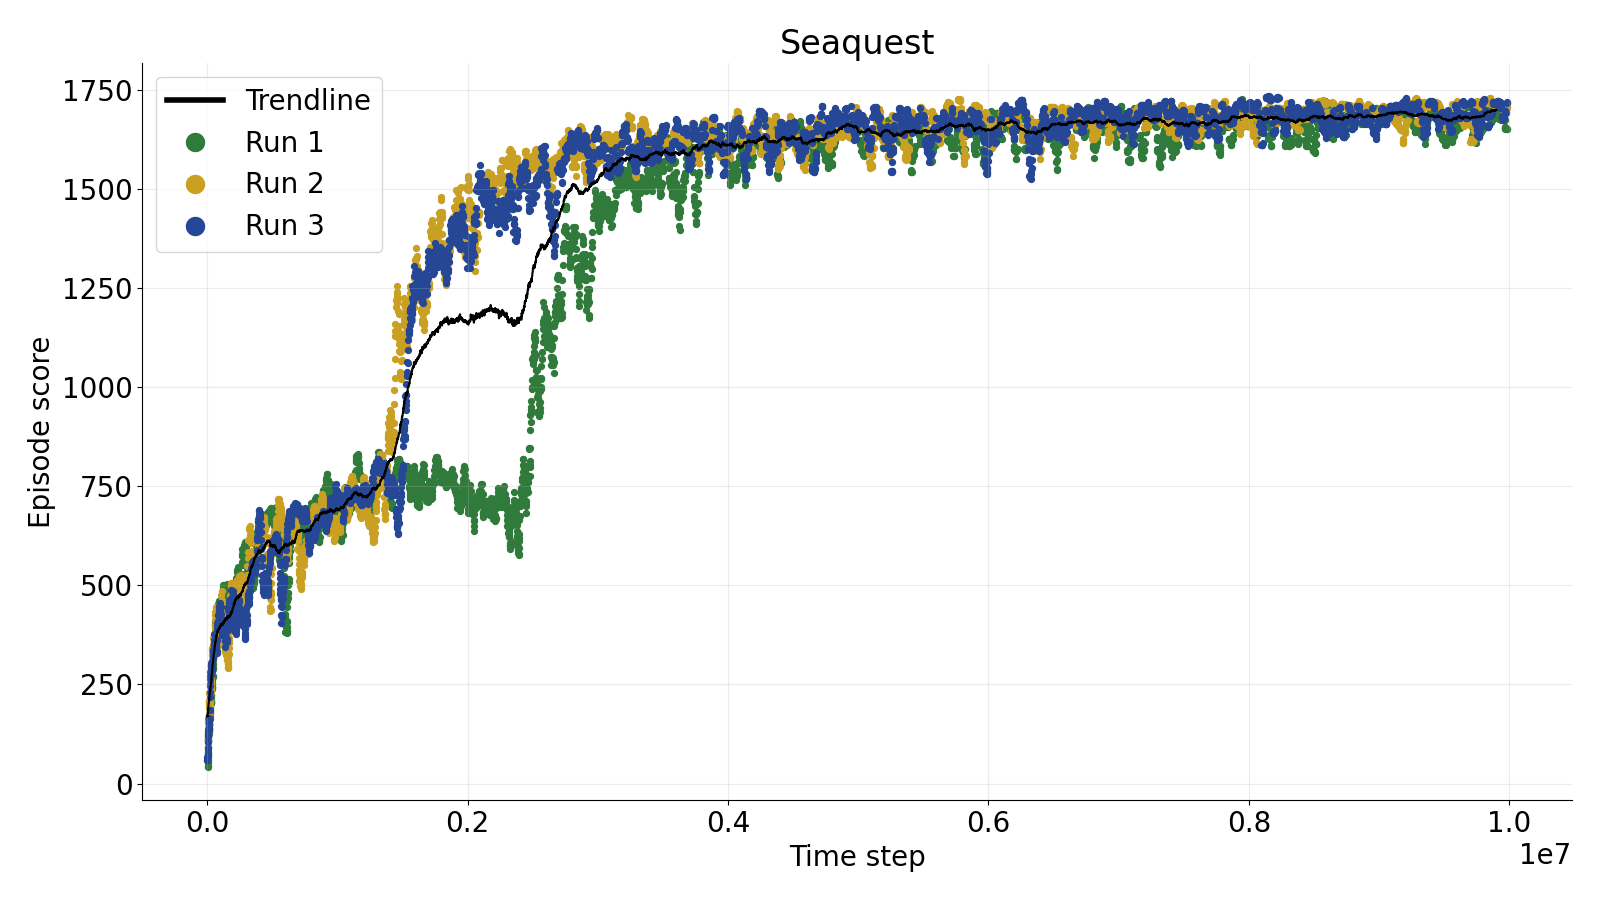 Seaquest
Trendline
Run 1
Run 2
Run 3
Episode score
1750
1500
1250
1000
750
500
250
0
0.0 0.2 0.4 0.6 0.8 1.0
1e7
Time step